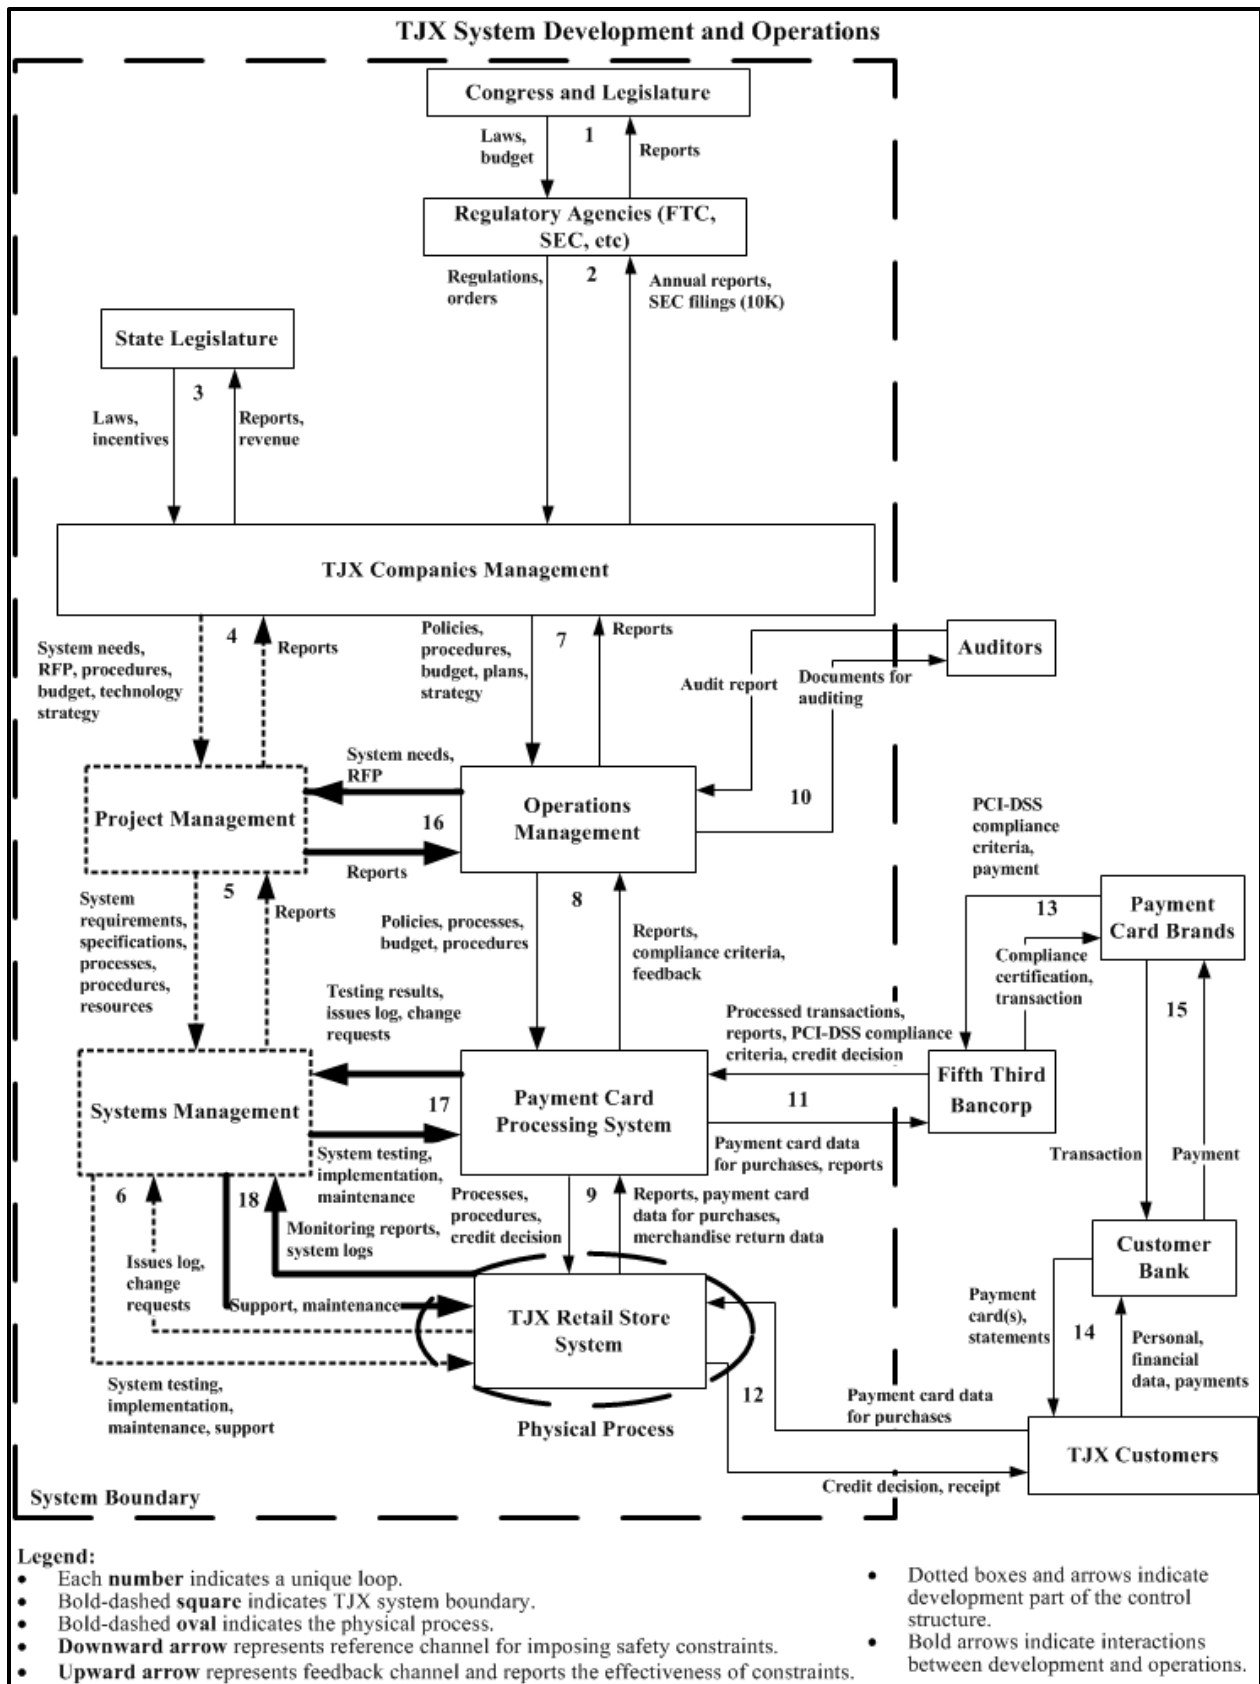 TJX System Development and Operations
Congress and Legislature
Laws,
budget
1
Reports
Regulatory Agencies (FTC,
SEC, etc)
Regulations,
orders
2
Annual reports,
SEC filings (10K)
State Legislature
3
Laws,
incentives
Reports,
revenue
TJX Companies Management
System needs,
RFP, procedures,
budget, technology
strategy
4
Reports
Policies,
procedures,
budget, plans,
strategy
7
Reports
Auditors
Audit report
Documents for
auditing
10
System needs,
RFP
Project Management
16
Reports
Operations
Management
PCI-DSS
compliance
criteria,
payment
System
requirements,
specifications,
processes,
procedures,
resources
5
Reports
Policies, processes,
budget, procedures
8
Reports,
compliance criteria,
feedback
13
Payment
Card Brands
Compliance
certification,
transaction
15
Testing results,
issues log, change
requests
Processed transactions,
reports, PCI-DSS compliance
criteria, credit decision
Systems Management
17
Payment Card
Processing System
11
Fifth Third
Bancorp
System testing,
implementation,
maintenance
Payment card data
for purchases, reports
Transaction
Payment
6
18
Monitoring reports,
system logs
Processes,
procedures,
credit decision
9
Reports, payment card
data for purchases,
merchandise return data
Issues log,
change
requests
Support, maintenance
TJX Retail Store
System
Customer
Bank
Payment
card(s),
statements
14
Personal,
financial
data, payments
System testing,
implementation,
maintenance, support
Physical Process
12
Payment card data
for purchases
TJX Customers
Credit decision, receipt
System Boundary
Legend:
• Each number indicates a unique loop.
• Bold-dashed square indicates TJX system boundary.
• Bold-dashed oval indicates the physical process.
• Downward arrow represents reference channel for imposing safety constraints.
• Upward arrow represents feedback channel and reports the effectiveness of constraints.
• Dotted boxes and arrows indicate
development part of the control
structure.
• Bold arrows indicate interactions
between development and operations.